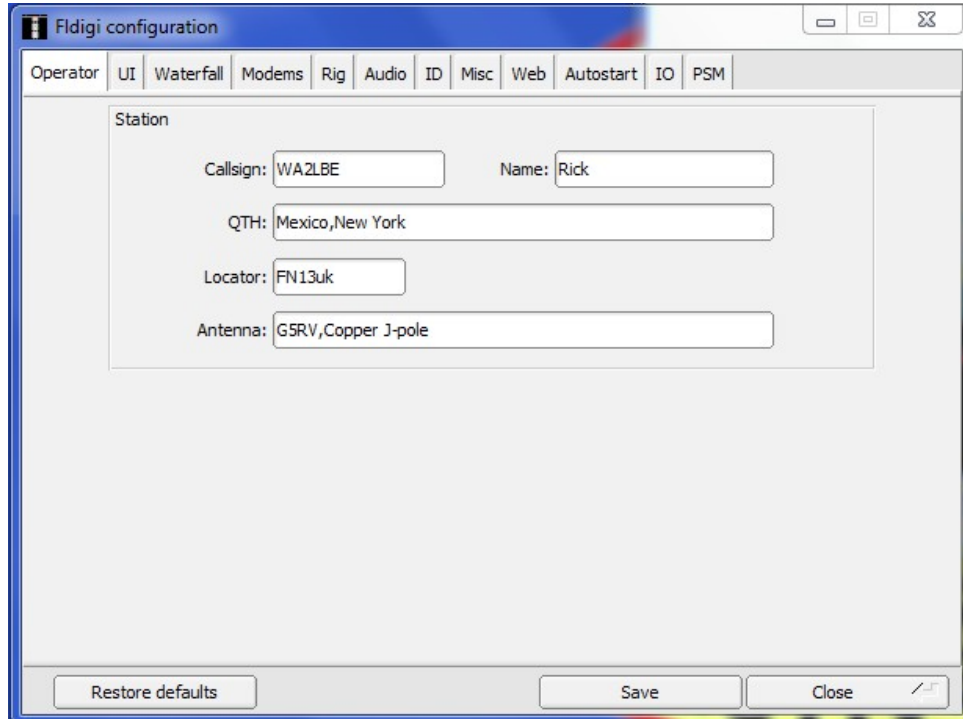 Fldigi configuration
Operator UI Waterfall Modems Rig Audio ID Misc Web Autostart IO PSM
Station
Callsign: WA2LBE Name: Rick
QTH: Mexico,New York
Locator: FN13uk
Antenna: G5RV,Copper J-pole
Restore defaults Save Close